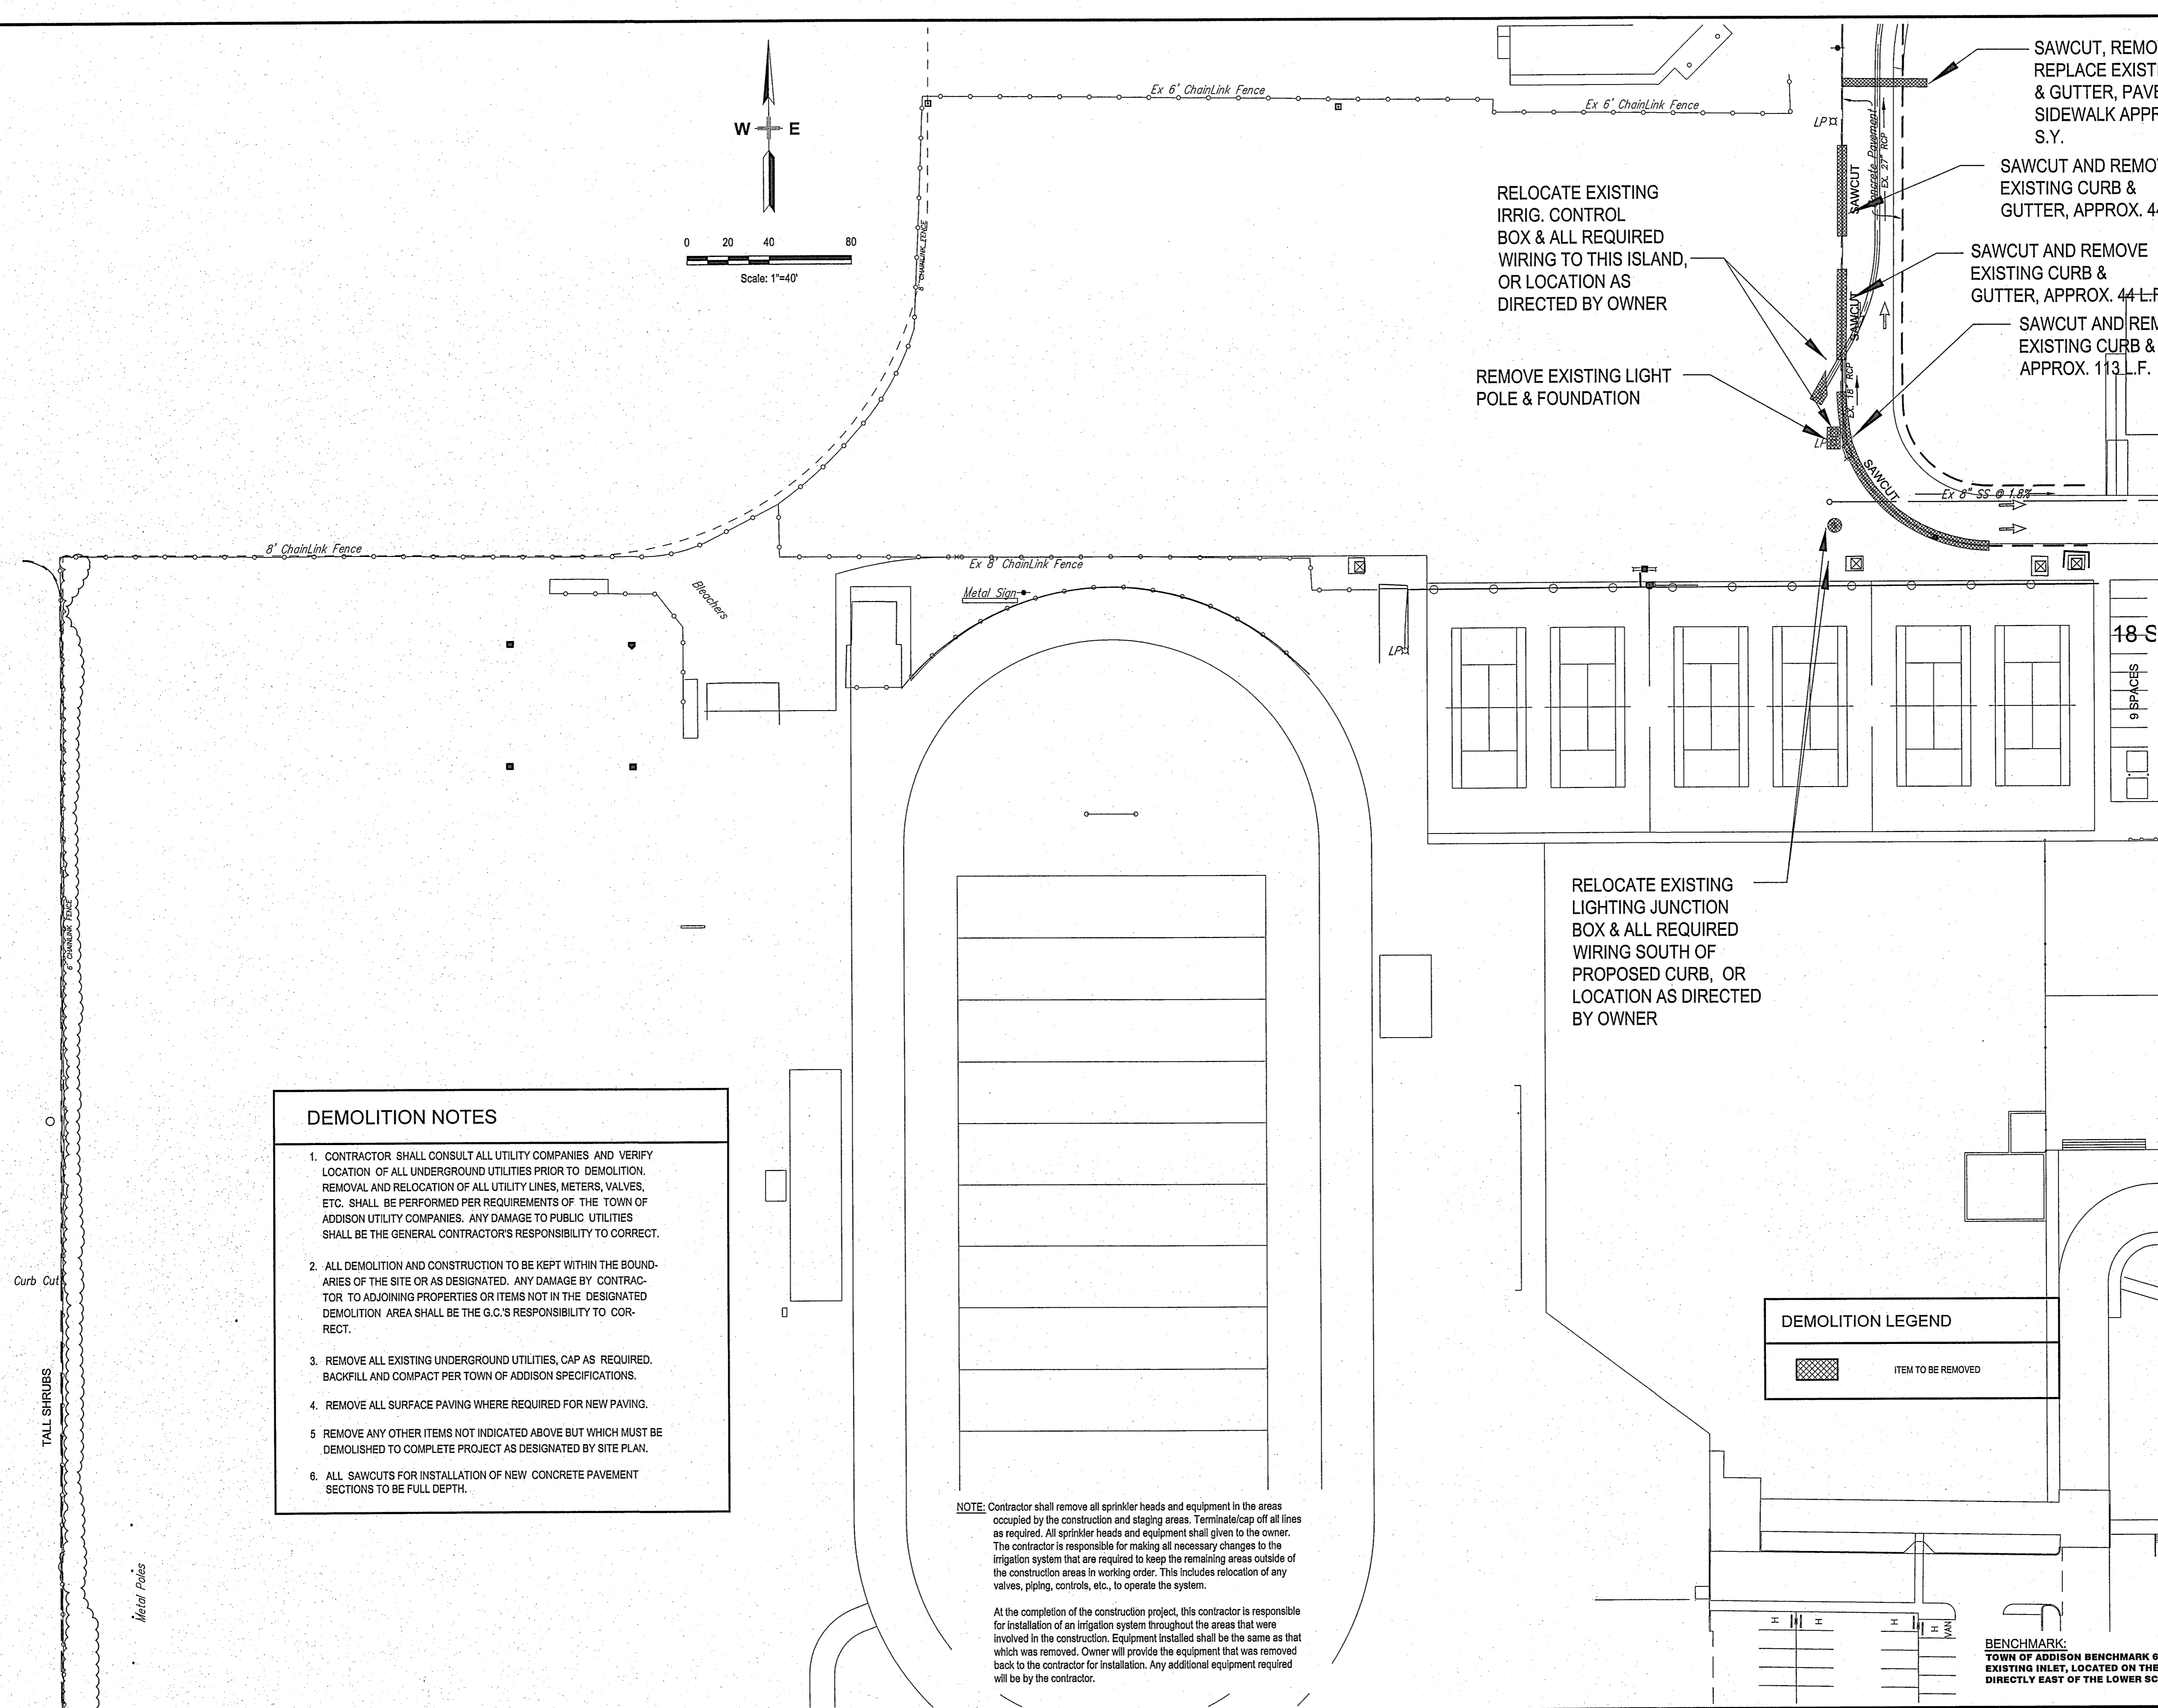 SAWCUT, REMO
REPLACE EXIST
& GUTTER, PAVE
SIDEWALK APPR
S.Y.
SAWCUT AND REMO
EXISTING CURB &
GUTTER, APPROX. 44
SAWCUT AND REMOVE
EXISTING CURB &
GUTTER, APPROX. 44 L.F
SAWCUT AND REM
EXISTING CURB &
APPROX. 113 L.F.
W E
0 20 40 80
Scale: 1"=40'
Ex 6' ChainLink Fence
Ex 6' ChainLink Fence
LP
Concrete Pavement
EX. 27" RCP
SAWCUT
SAWCUT
EX. 18" RCP
LP
SAWCUT
Ex 8" SS @ 1.8%
RELOCATE EXISTING
IRRIG. CONTROL
BOX & ALL REQUIRED
WIRING TO THIS ISLAND,
OR LOCATION AS
DIRECTED BY OWNER
REMOVE EXISTING LIGHT
POLE & FOUNDATION
CHAINLINK FENCE
8' ChainLink Fence
Ex 8' ChainLink Fence
Bleachers
Metal Sign
LP
18 S
9 SPACES
RELOCATE EXISTING
LIGHTING JUNCTION
BOX & ALL REQUIRED
WIRING SOUTH OF
PROPOSED CURB, OR
LOCATION AS DIRECTED
BY OWNER
6' CHAINLINK FENCE
Curb Cut
TALL SHRUBS
Metal Poles
DEMOLITION NOTES
1. CONTRACTOR SHALL CONSULT ALL UTILITY COMPANIES AND VERIFY
LOCATION OF ALL UNDERGROUND UTILITIES PRIOR TO DEMOLITION.
REMOVAL AND RELOCATION OF ALL UTILITY LINES, METERS, VALVES,
ETC. SHALL BE PERFORMED PER REQUIREMENTS OF THE TOWN OF
ADDISON UTILITY COMPANIES. ANY DAMAGE TO PUBLIC UTILITIES
SHALL BE THE GENERAL CONTRACTOR'S RESPONSIBILITY TO CORRECT.
2. ALL DEMOLITION AND CONSTRUCTION TO BE KEPT WITHIN THE BOUND-
ARIES OF THE SITE OR AS DESIGNATED. ANY DAMAGE BY CONTRAC-
TOR TO ADJOINING PROPERTIES OR ITEMS NOT IN THE DESIGNATED
DEMOLITION AREA SHALL BE THE G.C.'S RESPONSIBILITY TO COR-
RECT.
3. REMOVE ALL EXISTING UNDERGROUND UTILITIES, CAP AS REQUIRED.
BACKFILL AND COMPACT PER TOWN OF ADDISON SPECIFICATIONS.
4. REMOVE ALL SURFACE PAVING WHERE REQUIRED FOR NEW PAVING.
5 REMOVE ANY OTHER ITEMS NOT INDICATED ABOVE BUT WHICH MUST BE
DEMOLISHED TO COMPLETE PROJECT AS DESIGNATED BY SITE PLAN.
6. ALL SAWCUTS FOR INSTALLATION OF NEW CONCRETE PAVEMENT
SECTIONS TO BE FULL DEPTH.
DEMOLITION LEGEND
ITEM TO BE REMOVED
NOTE: Contractor shall remove all sprinkler heads and equipment in the areas
occupied by the construction and staging areas. Terminate/cap off all lines
as required. All sprinkler heads and equipment shall given to the owner.
The contractor is responsible for making all necessary changes to the
irrigation system that are required to keep the remaining areas outside of
the construction areas in working order. This includes relocation of any
valves, piping, controls, etc., to operate the system.
At the completion of the construction project, this contractor is responsible
for installation of an irrigation system throughout the areas that were
involved in the construction. Equipment installed shall be the same as that
which was removed. Owner will provide the equipment that was removed
back to the contractor for installation. Any additional equipment required
will be by the contractor.
H H H H
VAN
BENCHMARK:
TOWN OF ADDISON BENCHMARK 6
EXISTING INLET, LOCATED ON THE
DIRECTLY EAST OF THE LOWER SC